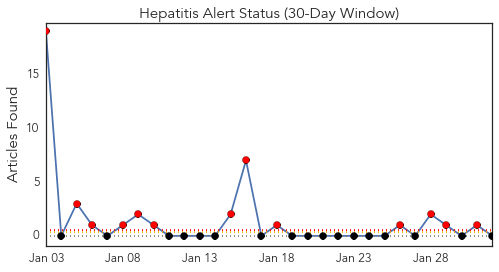 Hepatitis Alert Status (30-Day Window)
Articles Found
15
10
5
0
Jan 03 Jan 08 Jan 13 Jan 18 Jan 23 Jan 28